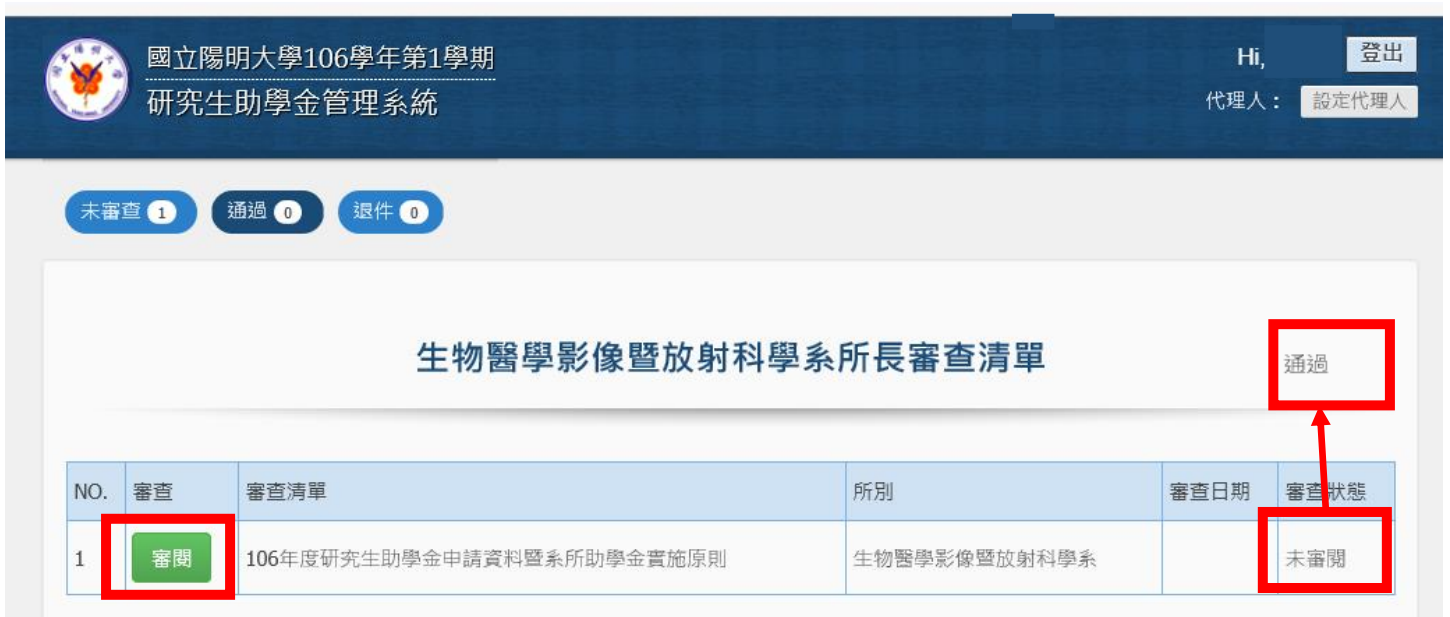 國立陽明大學106學年第1學期
研究生助學金管理系統
Hi,
登出
代理人：
設定代理人
未審查 1
通過 0
退件 0
生物醫學影像暨放射科學系所長審查清單
通過
NO. 審查 審查清單 所別 審查日期 審查狀態
1 審閱 106年度研究生助學金申請資料暨系所助學金實施原則 生物醫學影像暨放射科學系 未審閱